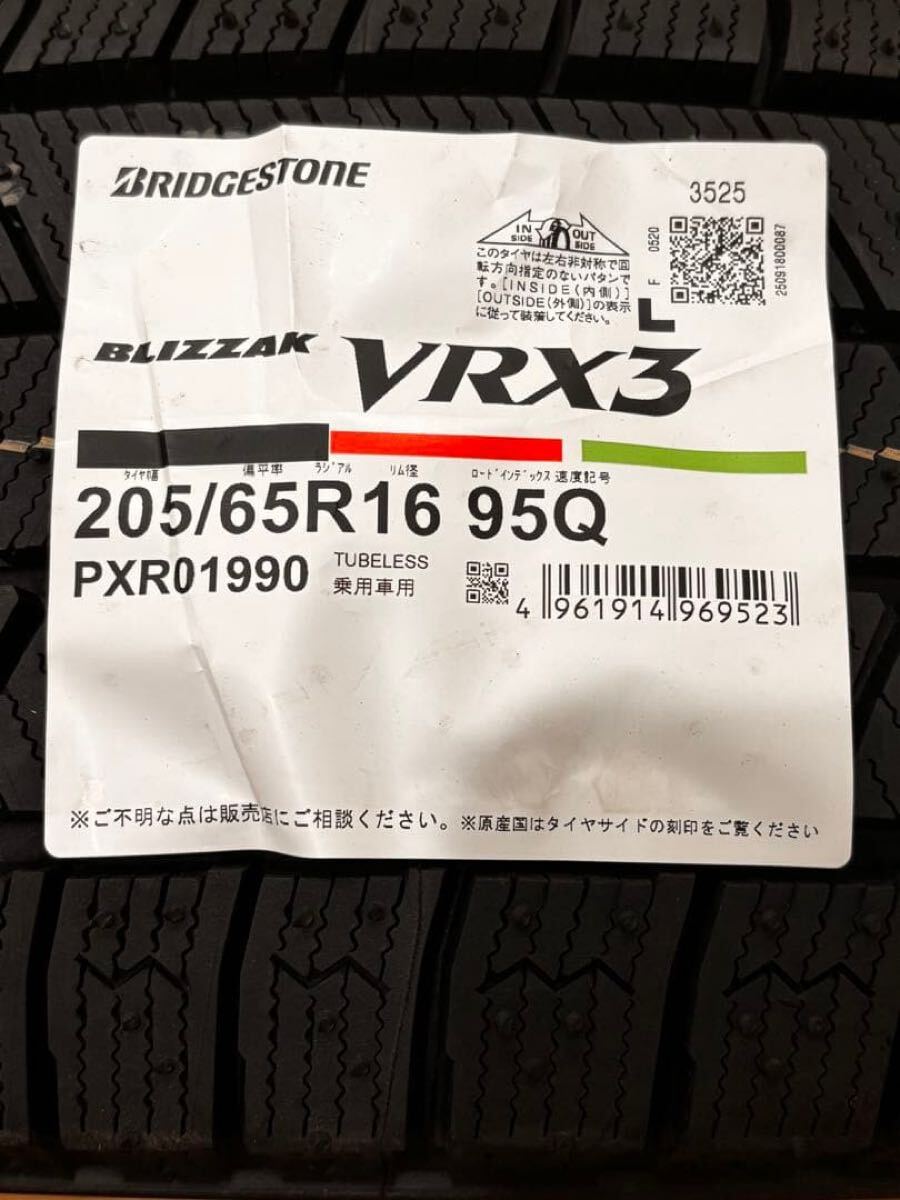 BRIDGESTONE
3525
IN SIDE OUT SIDE
F 0520
25091800087
このタイヤは左右非対称で回
転方向指定のないパタンで
す。[INSIDE(内側)]
[OUTSIDE(外側)]の表示
に従って装着してください。
L
BLIZZAK VRX3
タイヤ幅 偏平率 ラジアル リム径 ロードインデックス 速度記号
205/65R16 95Q
PXR01990
TUBELESS
乗用車用
4 961914 969523
※ご不明な点は販売店にご相談ください。 ※原産国はタイヤサイドの刻印をご覧ください